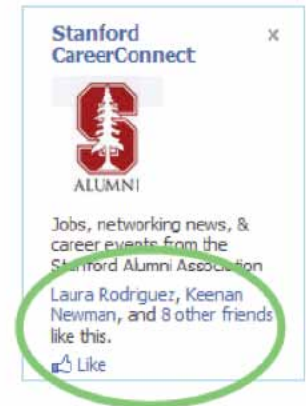 Stanford
CareerConnect
x
S
ALUMNI
Jobs, networking news, &
career events from the
Stanford Alumni Association
Laura Rodriguez, Keenan
Newman, and 8 other friends
like this.
Like